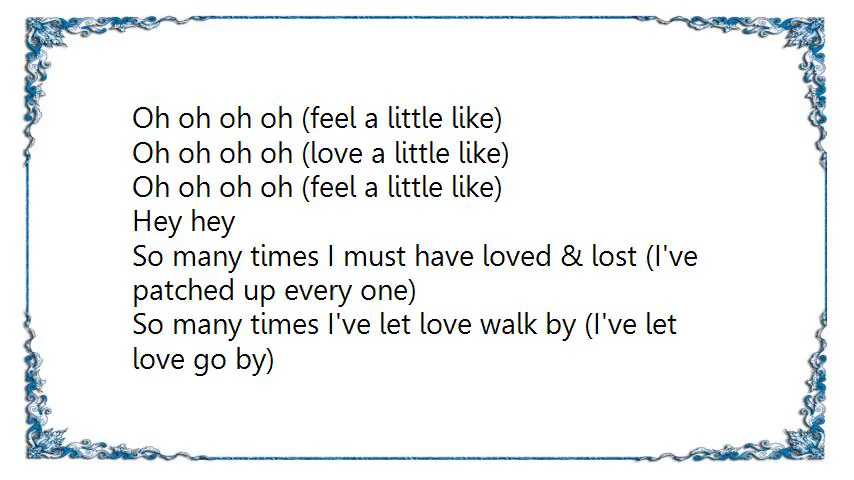 Oh oh oh oh (feel a little like)
Oh oh oh oh (love a little like)
Oh oh oh oh (feel a little like)
Hey hey
So many times I must have loved & lost (I've
patched up every one)
So many times I've let love walk by (I've let
love go by)